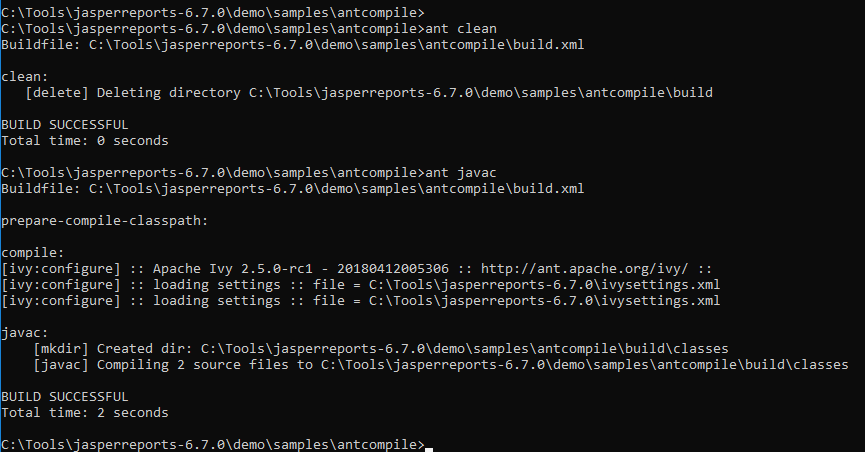 C:\Tools\jasperreports-6.7.0\demo\samples\antcompile>
C:\Tools\jasperreports-6.7.0\demo\samples\antcompile>ant clean
Buildfile: C:\Tools\jasperreports-6.7.0\demo\samples\antcompile\build.xml
clean:
[delete] Deleting directory C:\Tools\jasperreports-6.7.0\demo\samples\antcompile\build
BUILD SUCCESSFUL
Total time: 0 seconds
C:\Tools\jasperreports-6.7.0\demo\samples\antcompile>ant javac
Buildfile: C:\Tools\jasperreports-6.7.0\demo\samples\antcompile\build.xml
prepare-compile-classpath:
compile:
[ivy:configure] :: Apache Ivy 2.5.0-rc1 - 20180412005306 :: http://ant.apache.org/ivy/ ::
[ivy:configure] :: loading settings :: file = C:\Tools\jasperreports-6.7.0\ivysettings.xml
[ivy:configure] :: loading settings :: file = C:\Tools\jasperreports-6.7.0\ivysettings.xml
javac:
[mkdir] Created dir: C:\Tools\jasperreports-6.7.0\demo\samples\antcompile\build\classes
[javac] Compiling 2 source files to C:\Tools\jasperreports-6.7.0\demo\samples\antcompile\build\classes
BUILD SUCCESSFUL
Total time: 2 seconds
C:\Tools\jasperreports-6.7.0\demo\samples\antcompile>